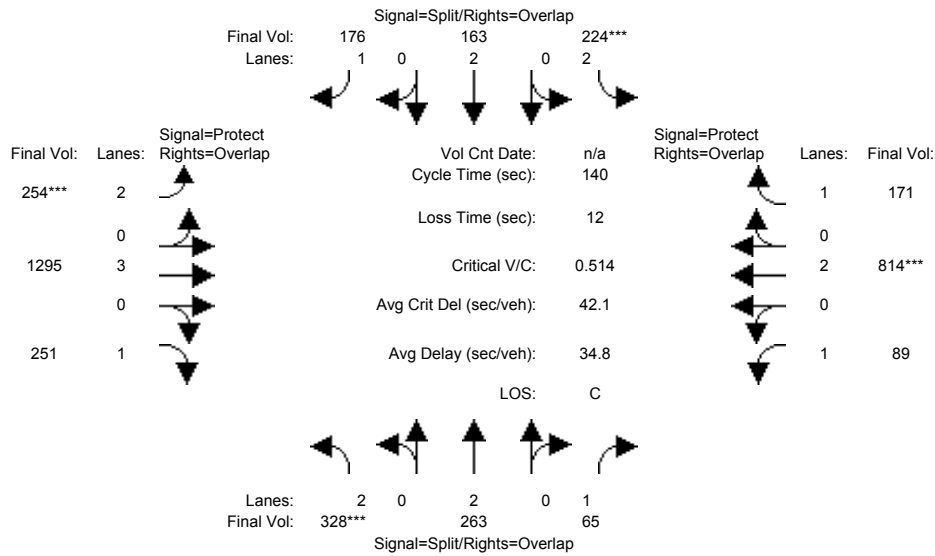 Signal=Split/Rights=Overlap
Final Vol: 176 163 224***
Lanes: 1 0 2 0 2
Signal=Protect Signal=Protect
Final Vol: Lanes: Rights=Overlap Vol Cnt Date: n/a Rights=Overlap Lanes: Final Vol:
Cycle Time (sec): 140
254*** 2 1 171
Loss Time (sec): 12
0 0
1295 3 Critical V/C: 0.514 2 814***
0 Avg Crit Del (sec/veh): 42.1 0
251 1 Avg Delay (sec/veh): 34.8 1 89
LOS: C
Lanes: 2 0 2 0 1
Final Vol: 328*** 263 65
Signal=Split/Rights=Overlap